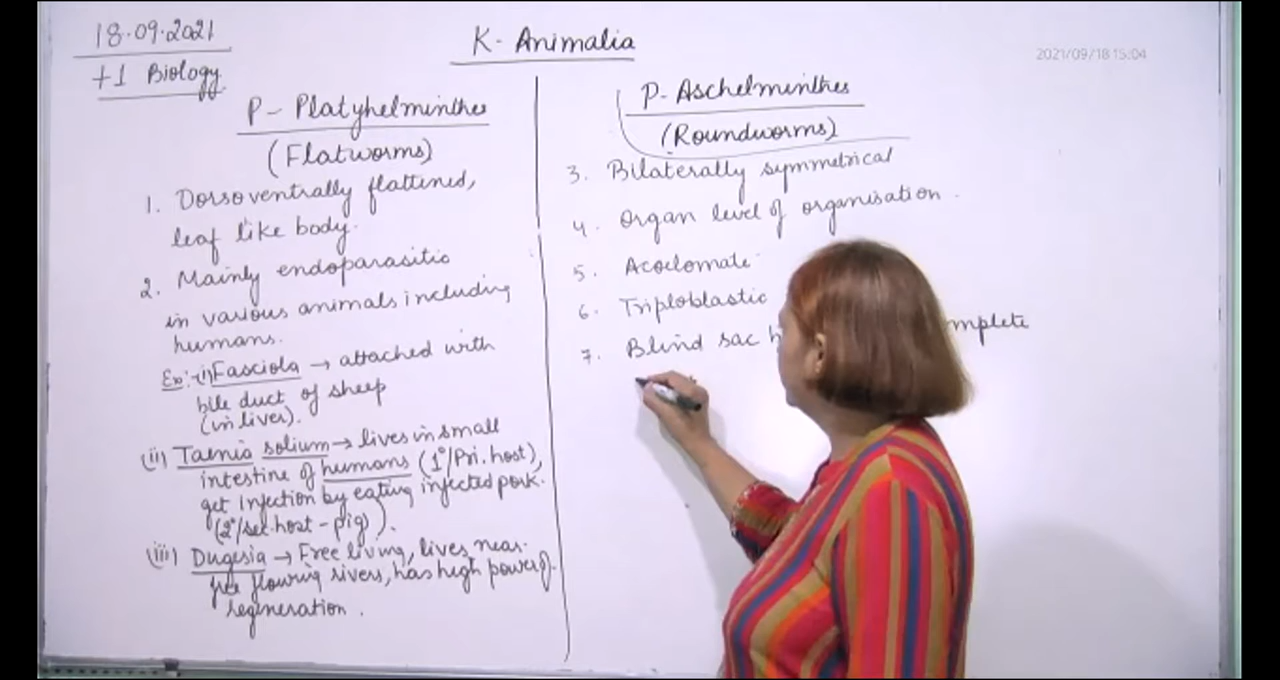 18.09.2021
+1 Biology
K- Animalia
2021/09/18 15:04
P- Platyhelminthes
(Flatworms)
1. Dorsoventrally flattened,
leaf like body.
2. Mainly endoparasitic
in various animals including
humans.
Ex:-(i) Fasciola → attached with
bile duct of sheep
(in liver).
(ii) Taenia solium → lives in small
intestine of humans (1°/Pri. host),
get infection by eating infected pork.
(2°/sec. host - pig)).
(iii) Dugesia → Free living, lives near
free flowing rivers, has high power of
regeneration.
P- Aschelminthes
(Roundworms)
3. Bilaterally symmetrical
4. Organ level of organisation.
5. Acoelomate
6. Triploblastic
7. Blind sac